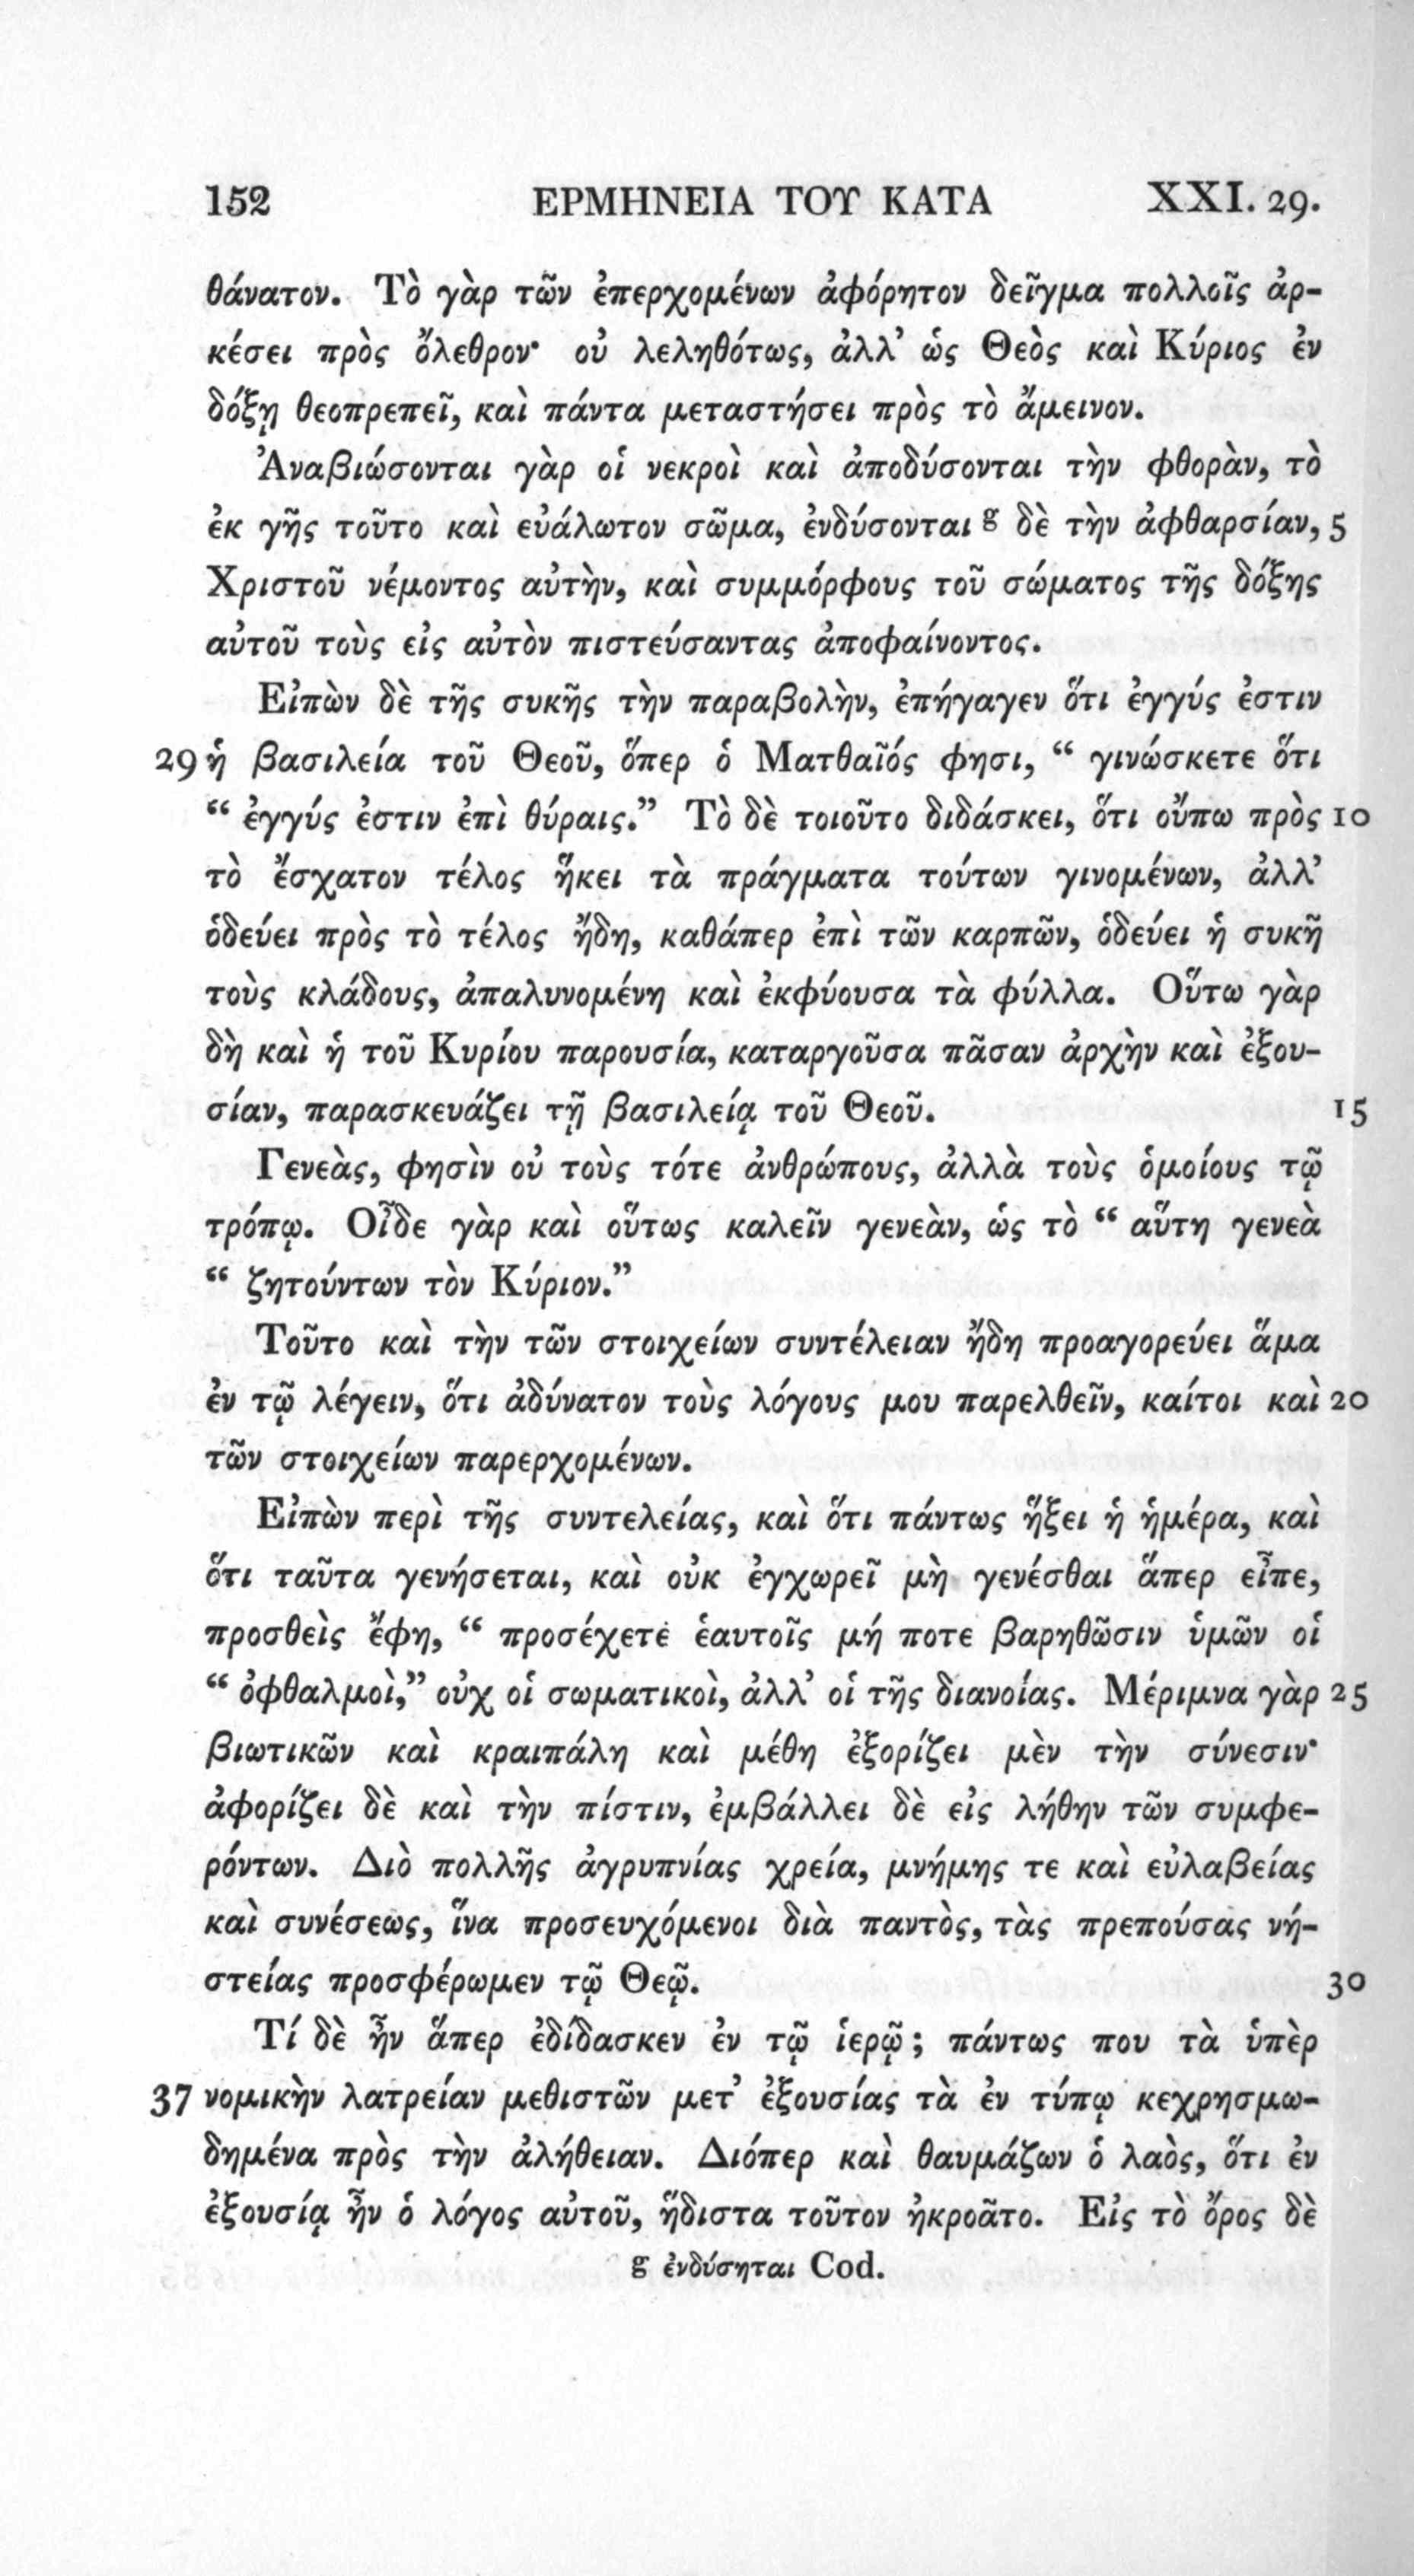 152 ΕΡΜΗΝΕΙΑ ΤΟΥ ΚΑΤΑ XXI. 29.
θάνατον. Τὸ γὰρ τῶν ἐπερχομένων ἀφόρητον δεῖγμα πολλοῖς ἀρ-
κέσει πρὸς ὄλεθρον· οὐ λεληθότως, ἀλλ’ ὡς Θεὸς καὶ Κύριος ἐν
δόξῃ θεοπρεπεῖ, καὶ πάντα μεταστήσει πρὸς τὸ ἄμεινον.
Ἀναβιώσονται γὰρ οἱ νεκροὶ καὶ ἀποδύσονται τὴν φθορὰν, τὸ
ἐκ γῆς τοῦτο καὶ εὐάλωτον σῶμα, ἐνδύσονται g δὲ τὴν ἀφθαρσίαν, 5
Χριστοῦ νέμοντος αὐτὴν, καὶ συμμόρφους τοῦ σώματος τῆς δόξης
αὐτοῦ τοὺς εἰς αὐτὸν πιστεύσαντας ἀποφαίνοντος.
Εἰπὼν δὲ τῆς συκῆς τὴν παραβολὴν, ἐπήγαγεν ὅτι ἐγγύς ἐστιν
29 ἡ βασιλεία τοῦ Θεοῦ, ὅπερ ὁ Ματθαῖός φησι, “ γινώσκετε ὅτι
“ ἐγγύς ἐστιν ἐπὶ θύραις.” Τὸ δὲ τοιοῦτο διδάσκει, ὅτι οὔπω πρὸς 10
τὸ ἔσχατον τέλος ἥκει τὰ πράγματα τούτων γινομένων, ἀλλ’
ὁδεύει πρὸς τὸ τέλος ἤδη, καθάπερ ἐπὶ τῶν καρπῶν, ὁδεύει ἡ συκῆ
τοὺς κλάδους, ἀπαλυνομένη καὶ ἐκφύουσα τὰ φύλλα. Οὕτω γὰρ
δὴ καὶ ἡ τοῦ Κυρίου παρουσία, καταργοῦσα πᾶσαν ἀρχὴν καὶ ἐξου-
σίαν, παρασκευάζει τῇ βασιλείᾳ τοῦ Θεοῦ. 15
Γενεὰς, φησὶν οὐ τοὺς τότε ἀνθρώπους, ἀλλὰ τοὺς ὁμοίους τῷ
τρόπῳ. Οἶδε γὰρ καὶ οὕτως καλεῖν γενεὰν, ὡς τὸ “ αὕτη γενεὰ
“ ζητούντων τὸν Κύριον.”
Τοῦτο καὶ τὴν τῶν στοιχείων συντέλειαν ἤδη προαγορεύει ἅμα
ἐν τῷ λέγειν, ὅτι ἀδύνατον τοὺς λόγους μου παρελθεῖν, καίτοι καὶ 20
τῶν στοιχείων παρερχομένων.
Εἰπὼν περὶ τῆς συντελείας, καὶ ὅτι πάντως ἥξει ἡ ἡμέρα, καὶ
ὅτι ταῦτα γενήσεται, καὶ οὐκ ἐγχωρεῖ μὴ γενέσθαι ἅπερ εἶπε,
προσθεὶς ἔφη, “ προσέχετε ἑαυτοῖς μή ποτε βαρηθῶσιν ὑμῶν οἱ
“ ὀφθαλμοὶ,” οὐχ οἱ σωματικοὶ, ἀλλ’ οἱ τῆς διανοίας. Μέριμνα γὰρ 25
βιωτικῶν καὶ κραιπάλη καὶ μέθη ἐξορίζει μὲν τὴν σύνεσιν·
ἀφορίζει δὲ καὶ τὴν πίστιν, ἐμβάλλει δὲ εἰς λήθην τῶν συμφε-
ρόντων. Διὸ πολλῆς ἀγρυπνίας χρεία, μνήμης τε καὶ εὐλαβείας
καὶ συνέσεως, ἵνα προσευχόμενοι διὰ παντὸς, τὰς πρεπούσας νή-
στείας προσφέρωμεν τῷ Θεῷ. 30
Τί δὲ ἦν ἅπερ ἐδίδασκεν ἐν τῷ ἱερῷ ; πάντως που τὰ ὑπὲρ
37 νομικὴν λατρείαν μεθιστῶν μετ’ ἐξουσίας τὰ ἐν τύπῳ κεχρησμω-
δημένα πρὸς τὴν ἀλήθειαν. Διόπερ καὶ θαυμάζων ὁ λαὸς, ὅτι ἐν
ἐξουσίᾳ ἦν ὁ λόγος αὐτοῦ, ἥδιστα τοῦτον ἠκροᾶτο. Εἰς τὸ ὄρος δὲ
g ἐνδύσηται Cod.